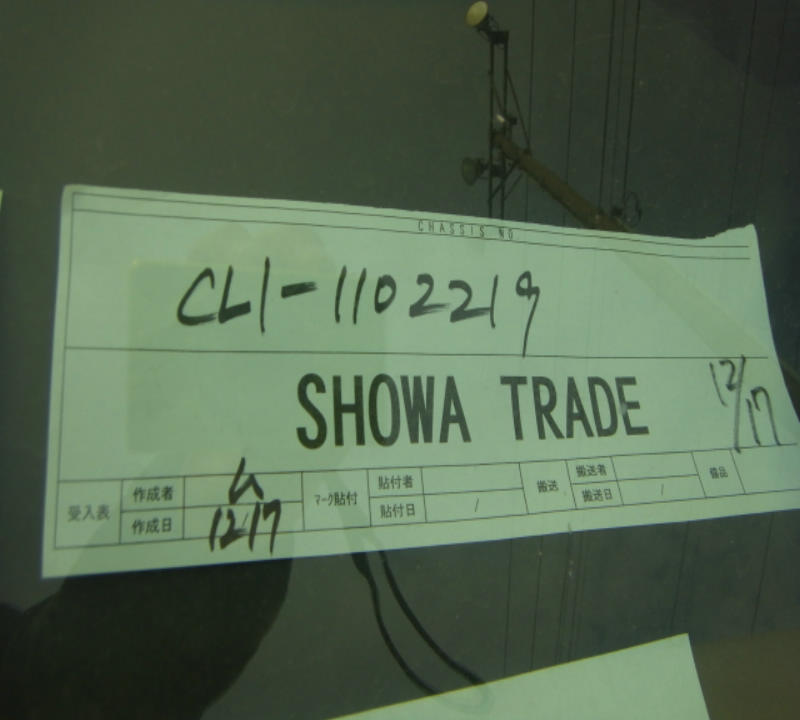 CHASSIS NO
CL1-1102219
SHOWA TRADE 12/17
受入表 作成者 ム マーク貼付 貼付者 搬送 搬送者 備品
作成日 12/17 貼付日 / 搬送日 /